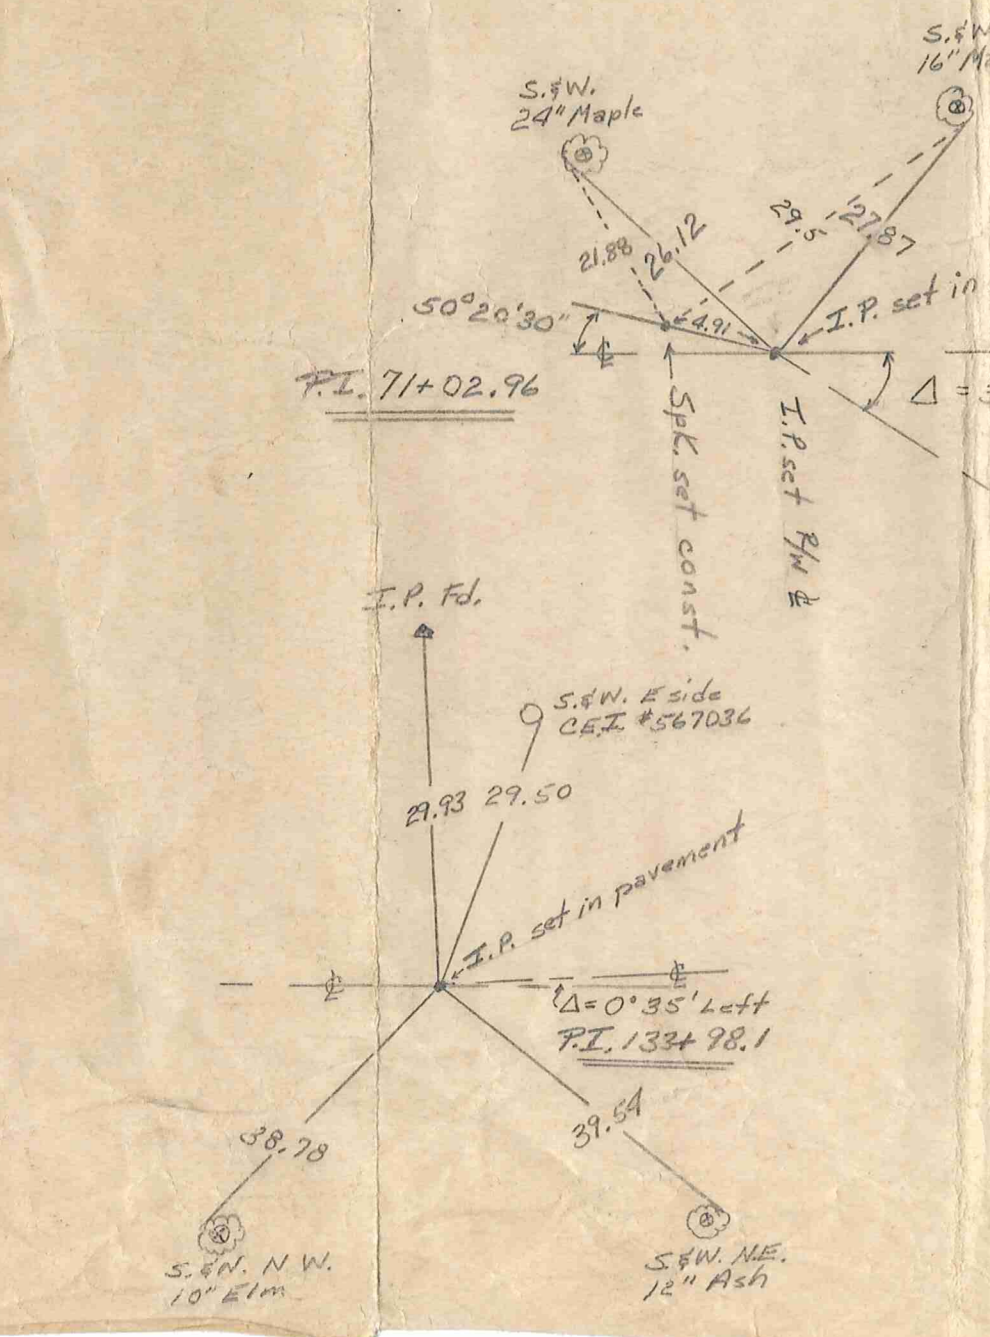 S.&W.
16" M
S.&W.
24" Maple
21.88
26.12
29.5
27.87
50°20'30"
4.91
I.P. set in
℄
P.I. 71+02.96
Δ =
Spk. set const.
I.P. set R/W ℄
I.P. Fd.
S.&W. E side
C.E.I. #567036
29.93
29.50
I.P. set in pavement
℄
℄
Δ=0°35' Left
P.I. 133+98.1
38.78
39.54
S.&W. N W.
10" Elm
S.&W. N.E.
12" Ash